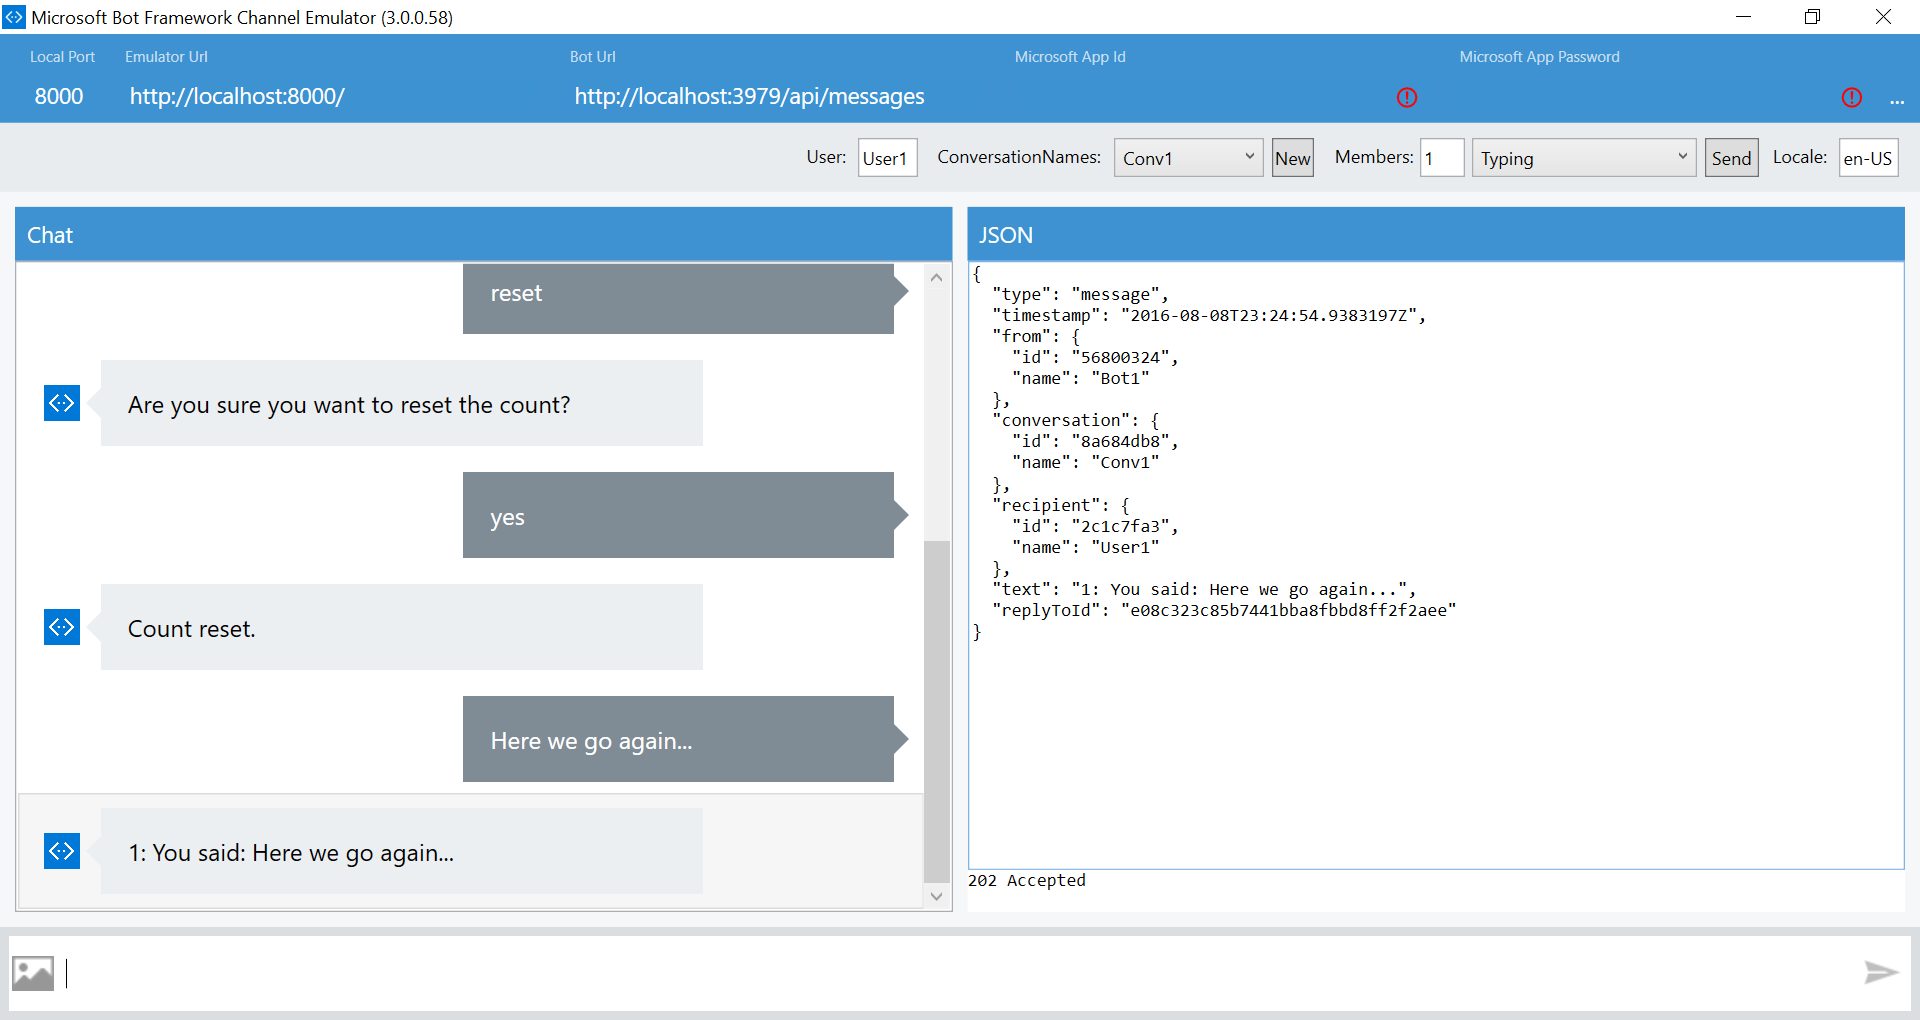 Microsoft Bot Framework Channel Emulator (3.0.0.58)
Local Port Emulator Url Bot Url Microsoft App Id Microsoft App Password
8000 http://localhost:8000/ http://localhost:3979/api/messages ...
User: User1 ConversationNames: Conv1 New Members: 1 Typing Send Locale: en-US
Chat
reset
Are you sure you want to reset the count?
yes
Count reset.
Here we go again...
1: You said: Here we go again...
JSON
{
"type": "message",
"timestamp": "2016-08-08T23:24:54.9383197Z",
"from": {
"id": "56800324",
"name": "Bot1"
},
"conversation": {
"id": "8a684db8",
"name": "Conv1"
},
"recipient": {
"id": "2c1c7fa3",
"name": "User1"
},
"text": "1: You said: Here we go again...",
"replyToId": "e08c323c85b7441bba8fbbd8ff2f2aee"
}
202 Accepted